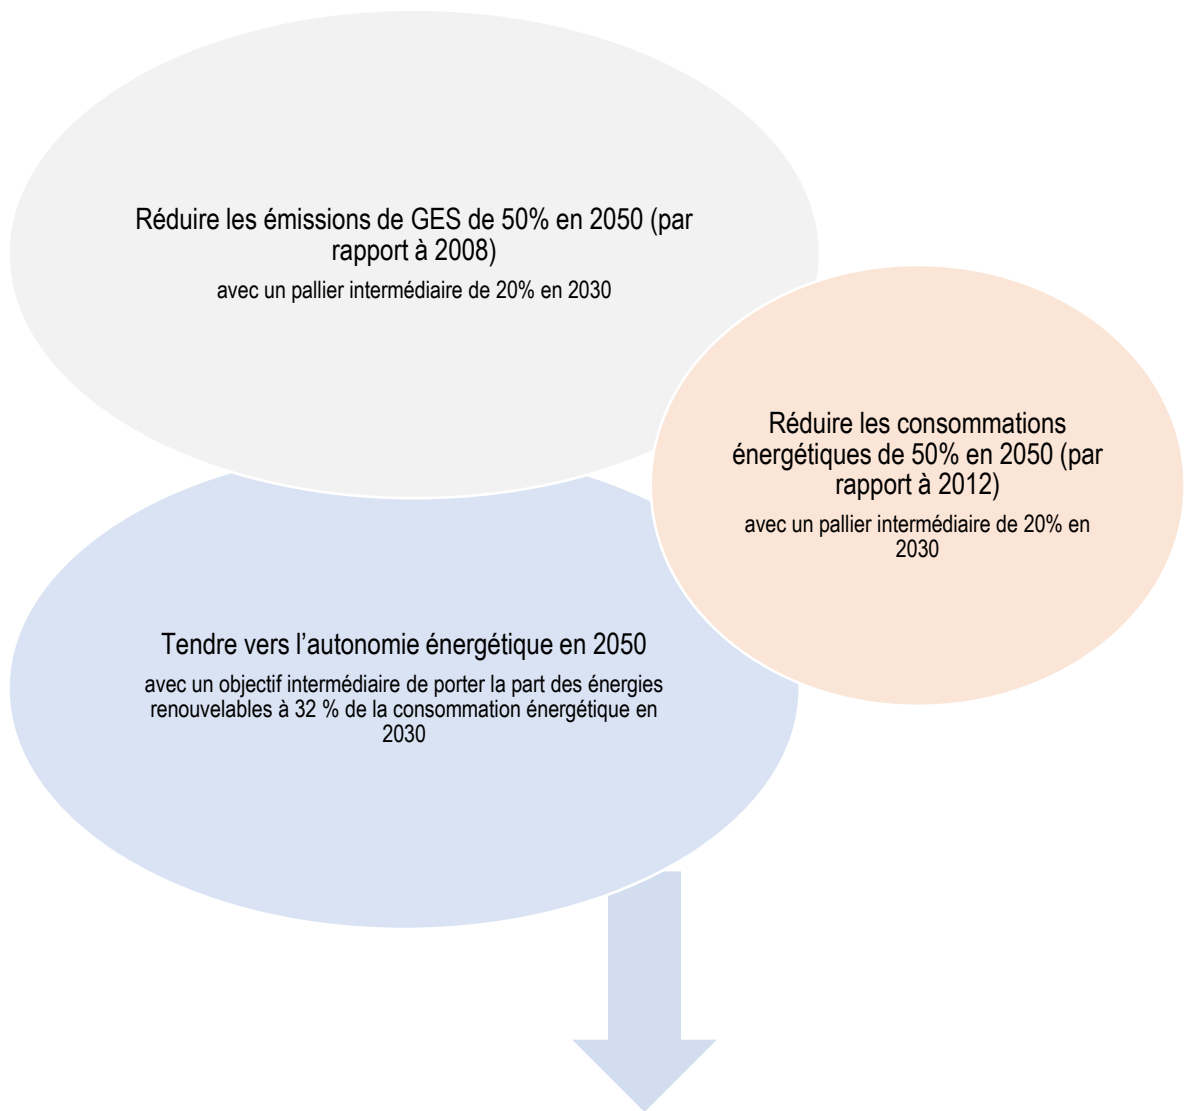 Réduire les émissions de GES de 50% en 2050 (par
rapport à 2008)
avec un pallier intermédiaire de 20% en 2030
Réduire les consommations
énergétiques de 50% en 2050 (par
rapport à 2012)
avec un pallier intermédiaire de 20% en
2030
Tendre vers l’autonomie énergétique en 2050
avec un objectif intermédiaire de porter la part des énergies
renouvelables à 32 % de la consommation énergétique en
2030